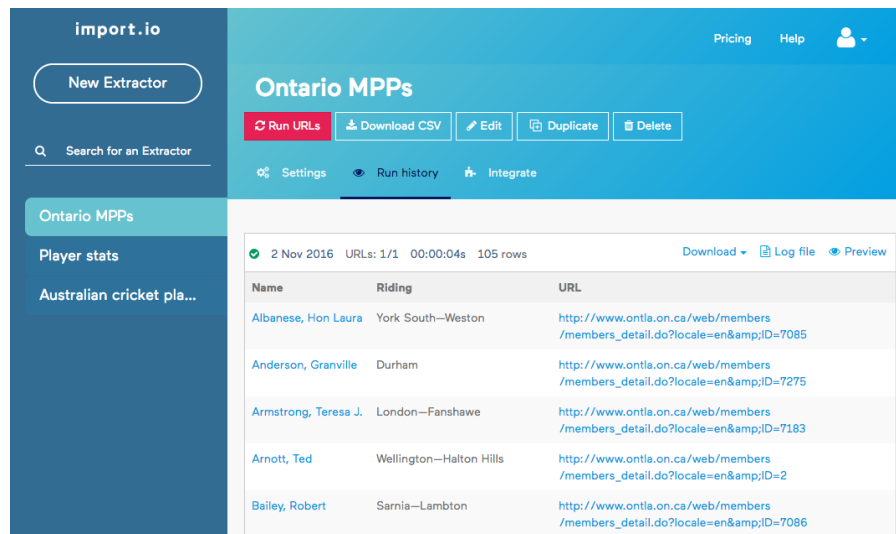 import.io
Pricing Help
New Extractor
Ontario MPPs
Run URLs Download CSV Edit Duplicate Delete
Search for an Extractor
Settings Run history Integrate
Ontario MPPs
Player stats
Australian cricket pla...
2 Nov 2016 URLs: 1/1 00:00:04s 105 rows Download Log file Preview
Name Riding URL
Albanese, Hon Laura York South—Weston http://www.ontla.on.ca/web/members
/members_detail.do?locale=en&amp;ID=7085
Anderson, Granville Durham http://www.ontla.on.ca/web/members
/members_detail.do?locale=en&amp;ID=7275
Armstrong, Teresa J. London—Fanshawe http://www.ontla.on.ca/web/members
/members_detail.do?locale=en&amp;ID=7183
Arnott, Ted Wellington—Halton Hills http://www.ontla.on.ca/web/members
/members_detail.do?locale=en&amp;ID=2
Bailey, Robert Sarnia—Lambton http://www.ontla.on.ca/web/members
/members_detail.do?locale=en&amp;ID=7086